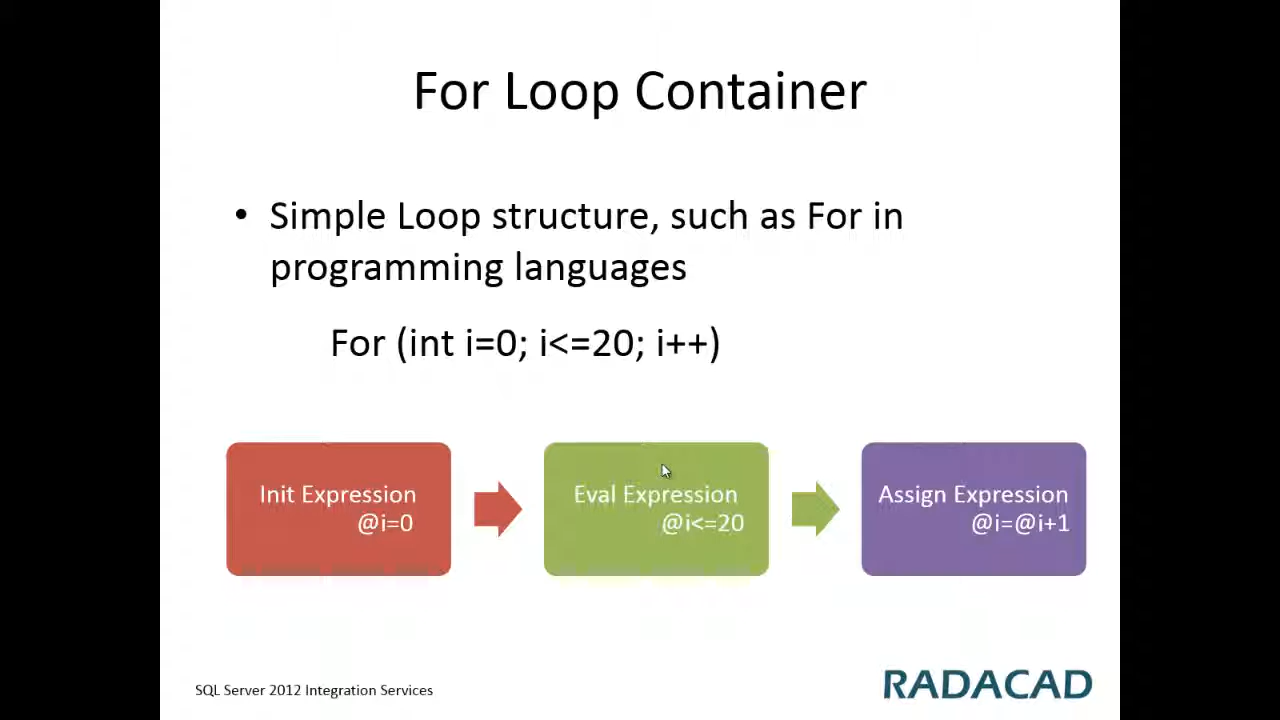 For Loop Container
• Simple Loop structure, such as For in
programming languages
For (int i=0; i<=20; i++)
Init Expression
@i=0
Eval Expression
@i<=20
Assign Expression
@i=@i+1
SQL Server 2012 Integration Services
RADACAD